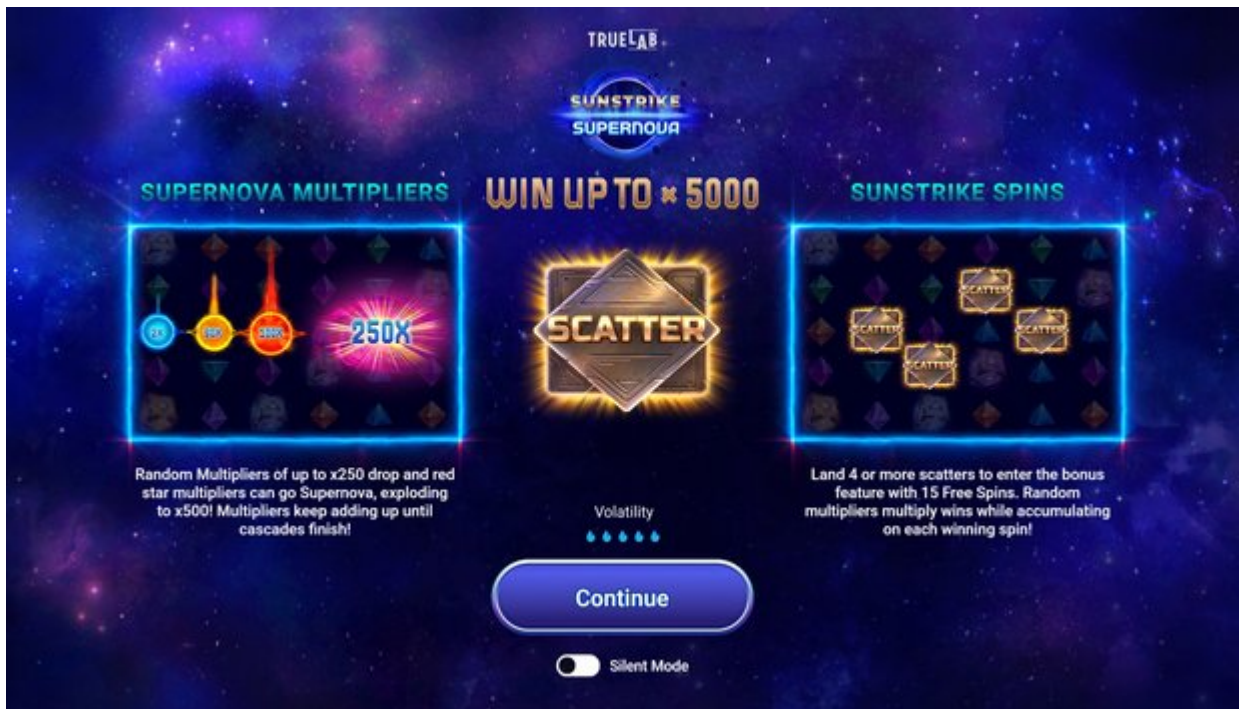 TRUELAB
SUNSTRIKE
SUPERNOVA
SUPERNOVA MULTIPLIERS
WIN UP TO × 5000
SUNSTRIKE SPINS
2X
250X
SCATTER
SCATTER
SCATTER
SCATTER
SCATTER
Random Multipliers of up to x250 drop and red
star multipliers can go Supernova, exploding
to x500! Multipliers keep adding up until
cascades finish!
Land 4 or more scatters to enter the bonus
feature with 15 Free Spins. Random
multipliers multiply wins while accumulating
on each winning spin!
Volatility
Continue
Silent Mode